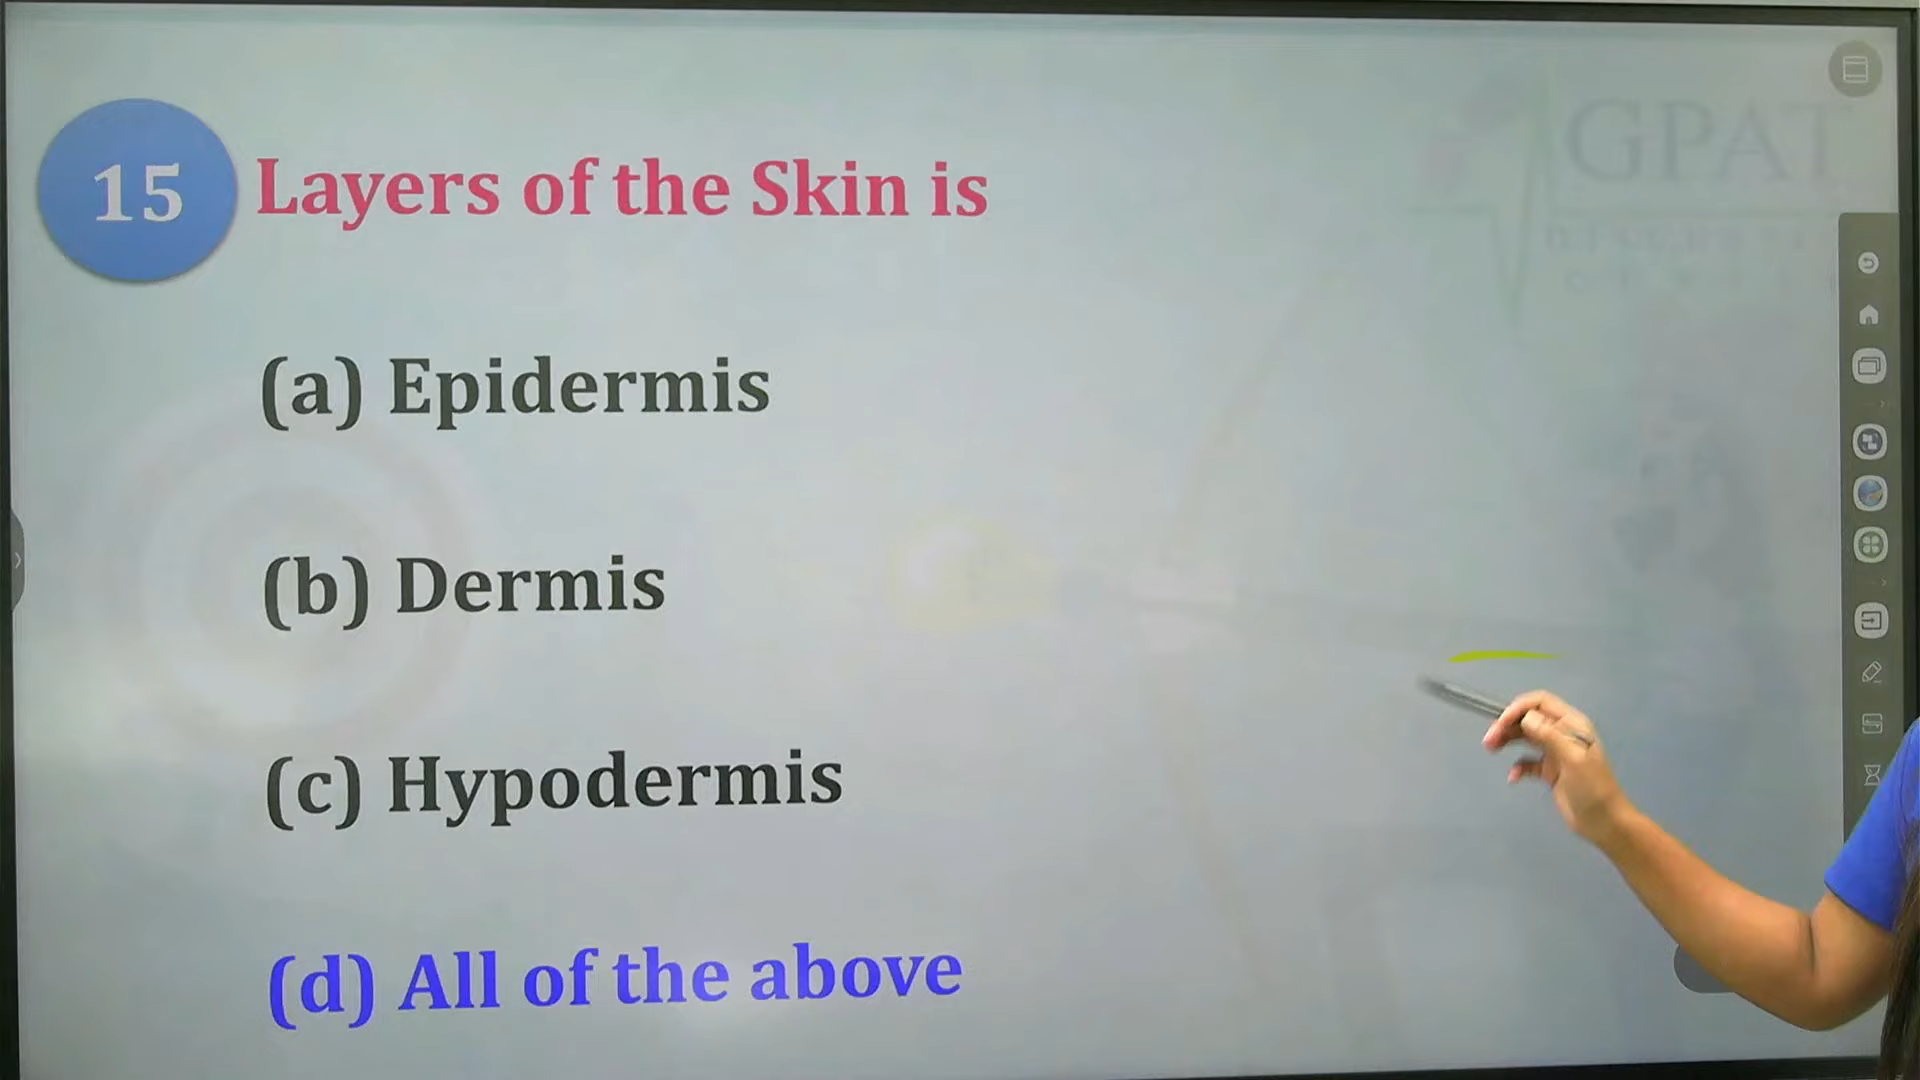 GPAT
15
Layers of the Skin is
(a) Epidermis
(b) Dermis
(c) Hypodermis
(d) All of the above